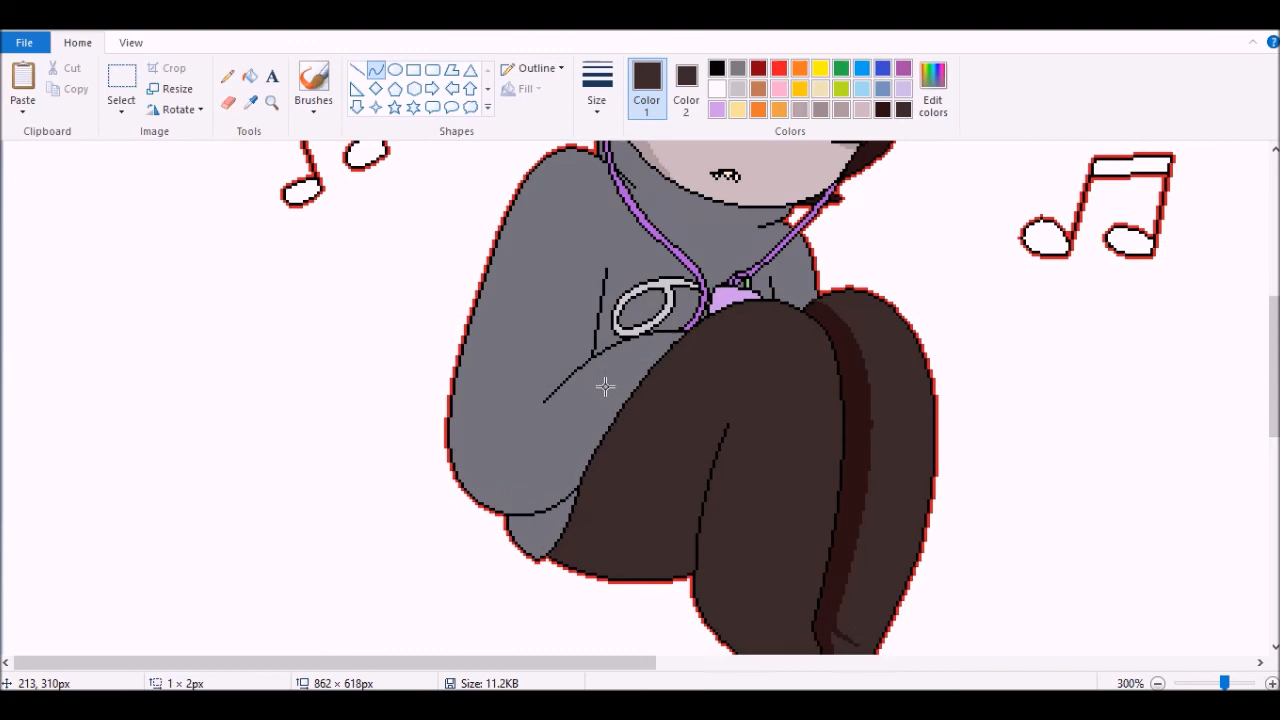 File Home View
Cut
Copy
Paste
Clipboard
Crop
Resize
Rotate
Select
Image
A
Tools
Brushes
Outline
Fill
Shapes
Size
Color 1
Color 2
Edit colors
Colors
213, 310px
1 × 2px
862 × 618px
Size: 11.2KB
300%